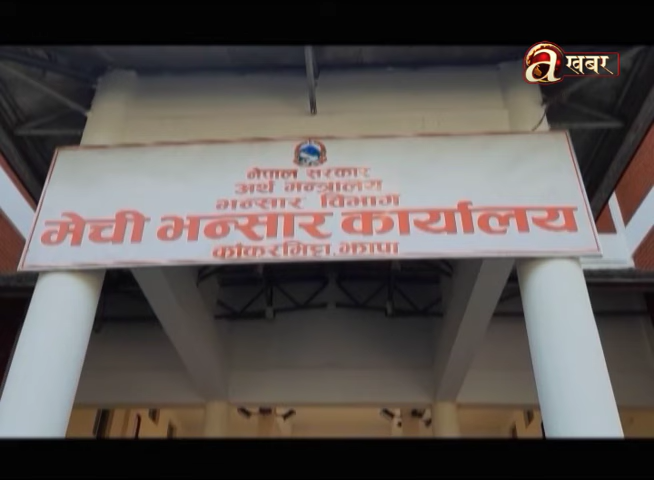 a खबर
नेपाल सरकार
अर्थ मन्त्रालय
भन्सार विभाग
मेची भन्सार कार्यालय
काँकरभिट्टा, झापा